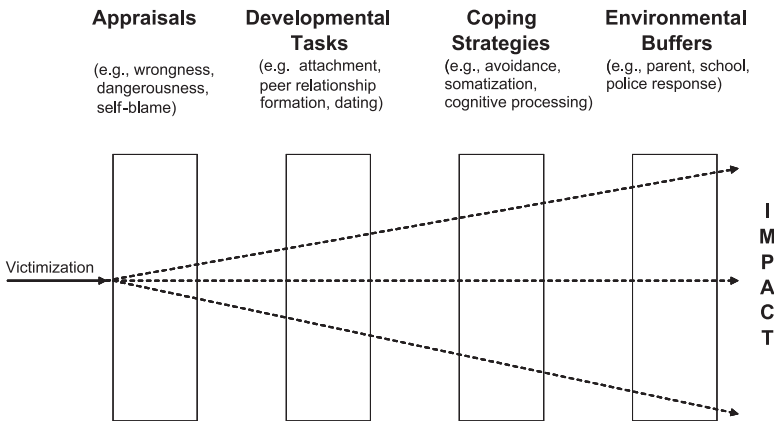 Appraisals
(e.g., wrongness,
dangerousness,
self-blame)
Developmental
Tasks
(e.g. attachment,
peer relationship
formation, dating)
Coping
Strategies
(e.g., avoidance,
somatization,
cognitive processing)
Environmental
Buffers
(e.g., parent, school,
police response)
Victimization
IMPACT